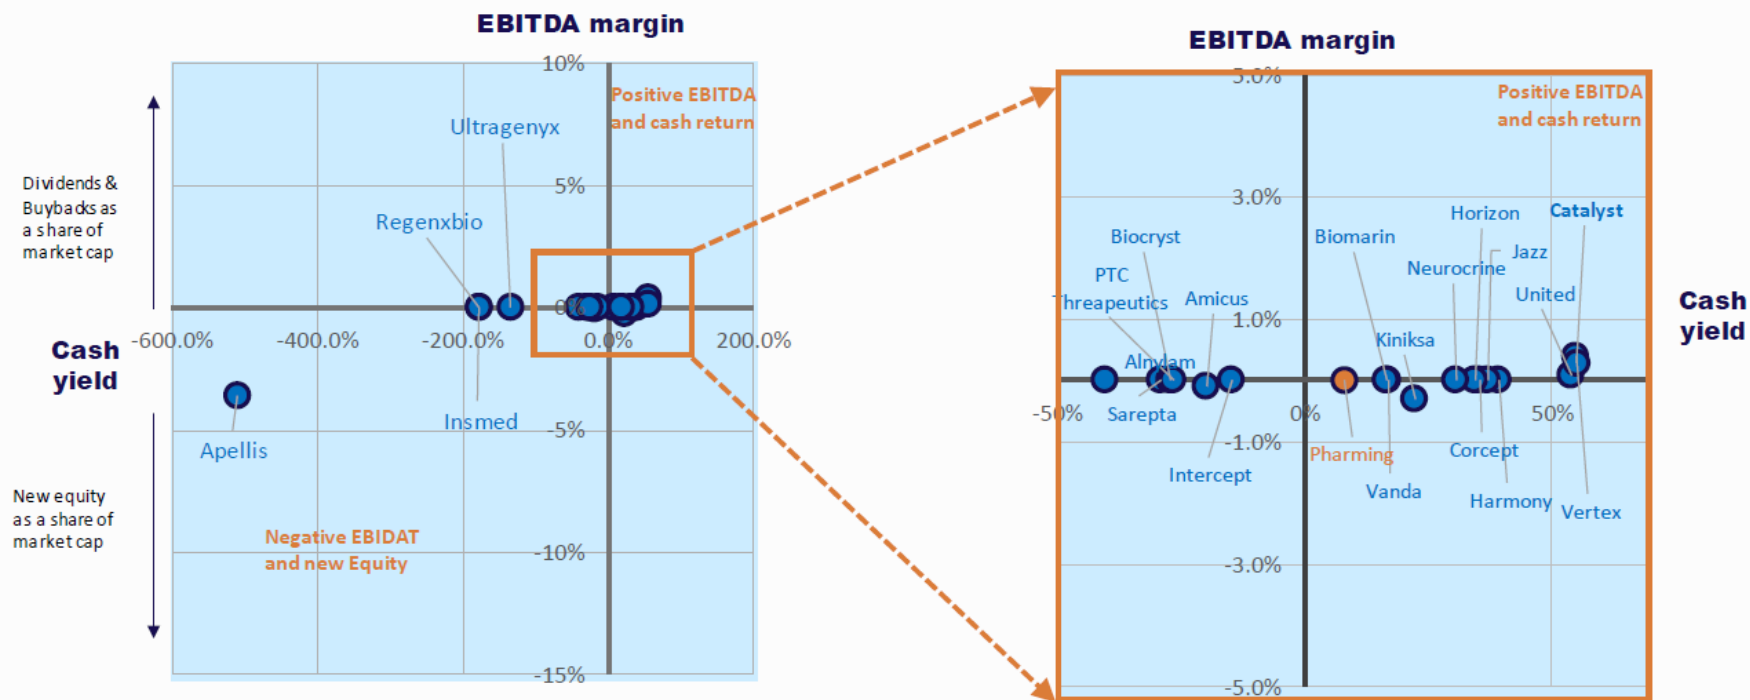 EBITDA margin
10%
Positive EBITDA
and cash return
Ultragenyx
Dividends &
Buybacks as
a share of
market cap
5%
Regenxbio
0%
-600.0%
-400.0%
-200.0%
0.0%
200.0%
Cash
yield
Insmed
-5%
Apellis
New equity
as a share of
market cap
Negative EBIDAT
and new Equity
-10%
-15%
EBITDA margin
5.0%
Positive EBITDA
and cash return
3.0%
Horizon
Catalyst
Biocryst
Biomarin
Jazz
PTC
Threapeutics
Neurocrine
Amicus
United
1.0%
Kiniksa
Alnylam
Cash
yield
-50%
0%
50%
Sarepta
-1.0%
Pharming
Corcept
Intercept
Vanda
Harmony
Vertex
-3.0%
-5.0%